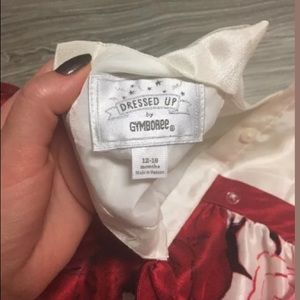 DRESSED UP
by
GYMBOREE®
12-18
months
Made in Vietnam